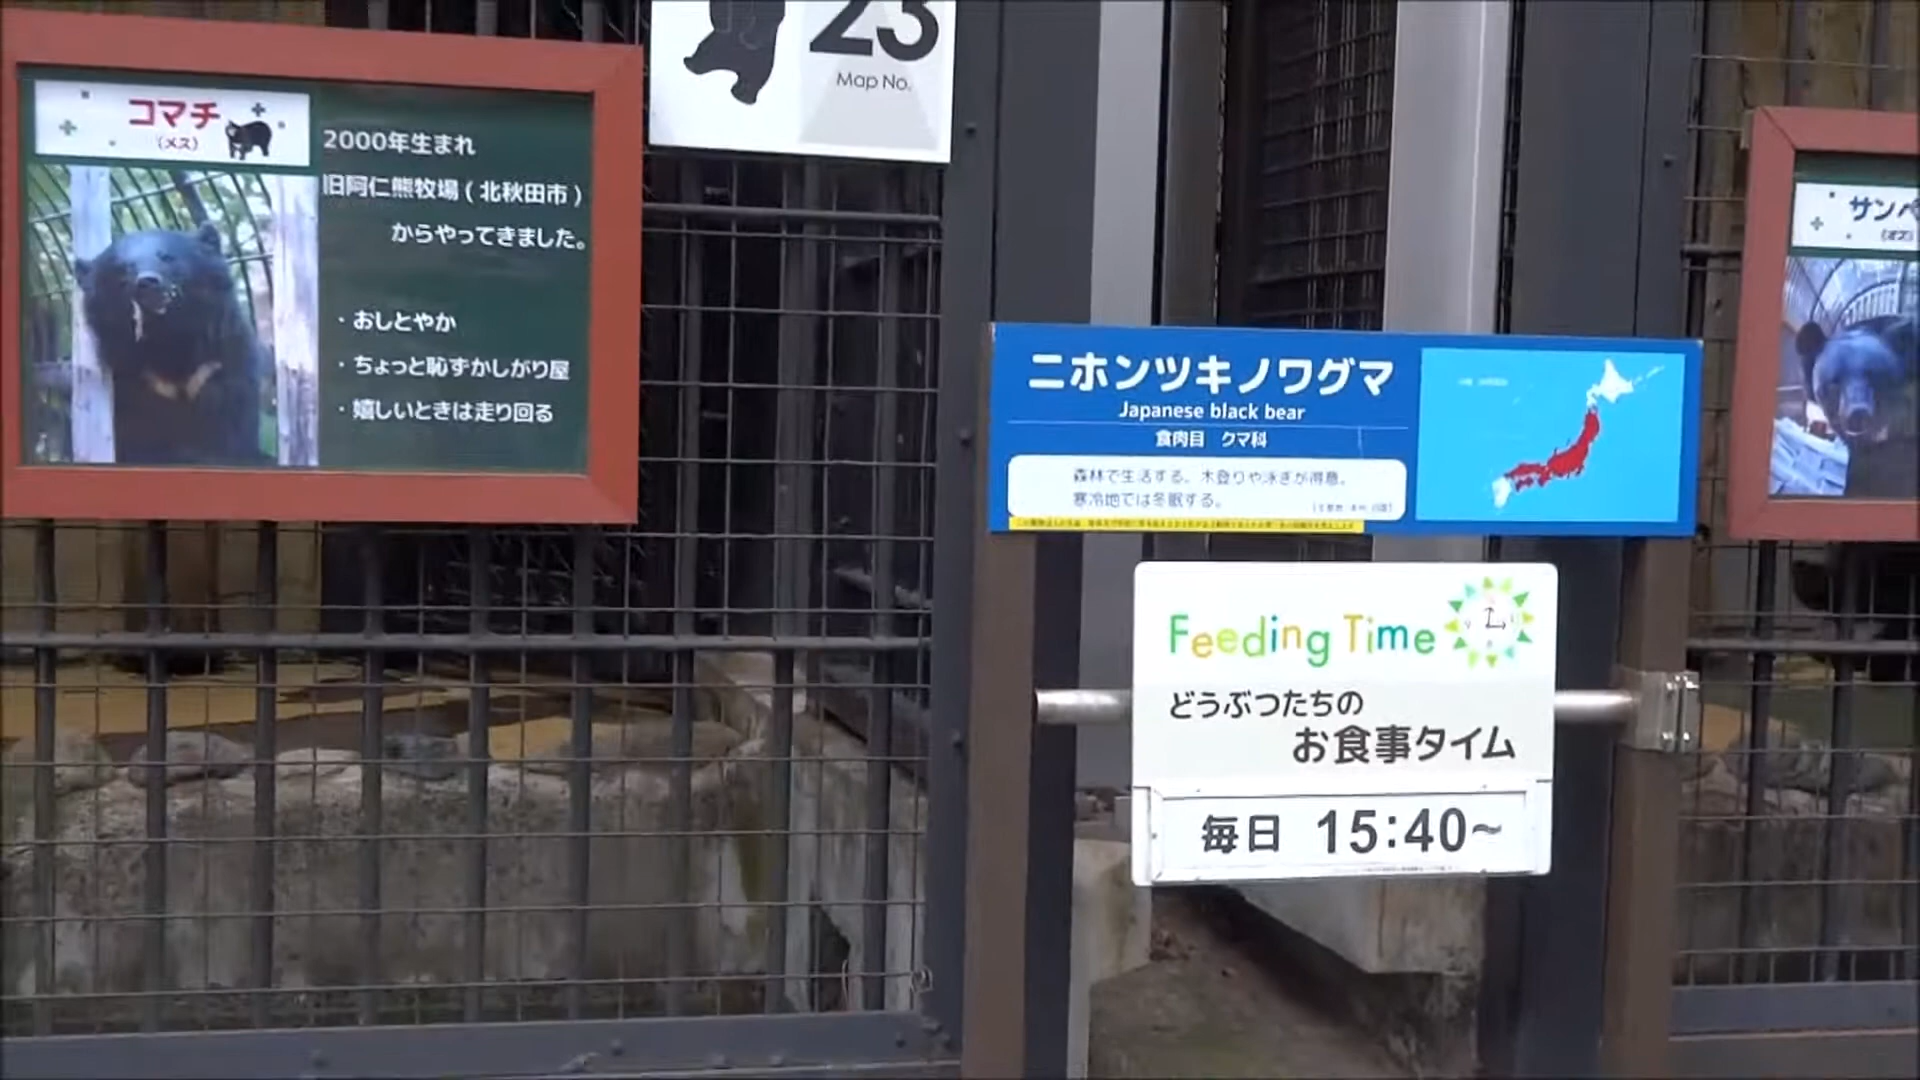 コマチ
(メス)
2000年生まれ
旧阿仁熊牧場(北秋田市)
からやってきました。
・おしとやか
・ちょっと恥ずかしがり屋
・嬉しいときは走り回る
23
Map No.
ニホンツキノワグマ
Japanese black bear
食肉目 クマ科
森林で生活する。木登りや泳ぎが得意。
寒冷地では冬眠する。
Feeding Time
どうぶつたちの
お食事タイム
毎日 15:40~
サンペ
(オス)